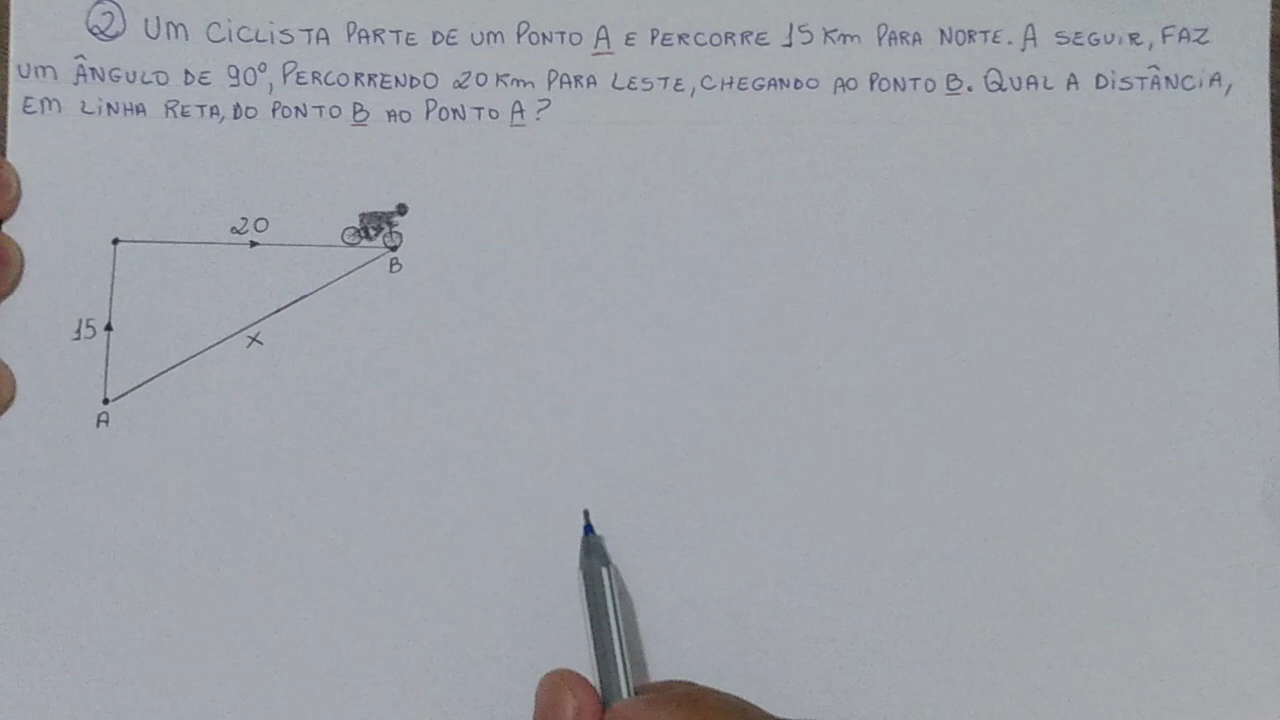 ② UM CICLISTA PARTE DE UM PONTO A E PERCORRE 15 Km PARA NORTE. A SEGUIR, FAZ
UM ÂNGULO DE 90°, PERCORRENDO 20 Km PARA LESTE, CHEGANDO AO PONTO B. QUAL A DISTÂNCIA,
EM LINHA RETA, DO PONTO B AO PONTO A?
20
B
15
X
A